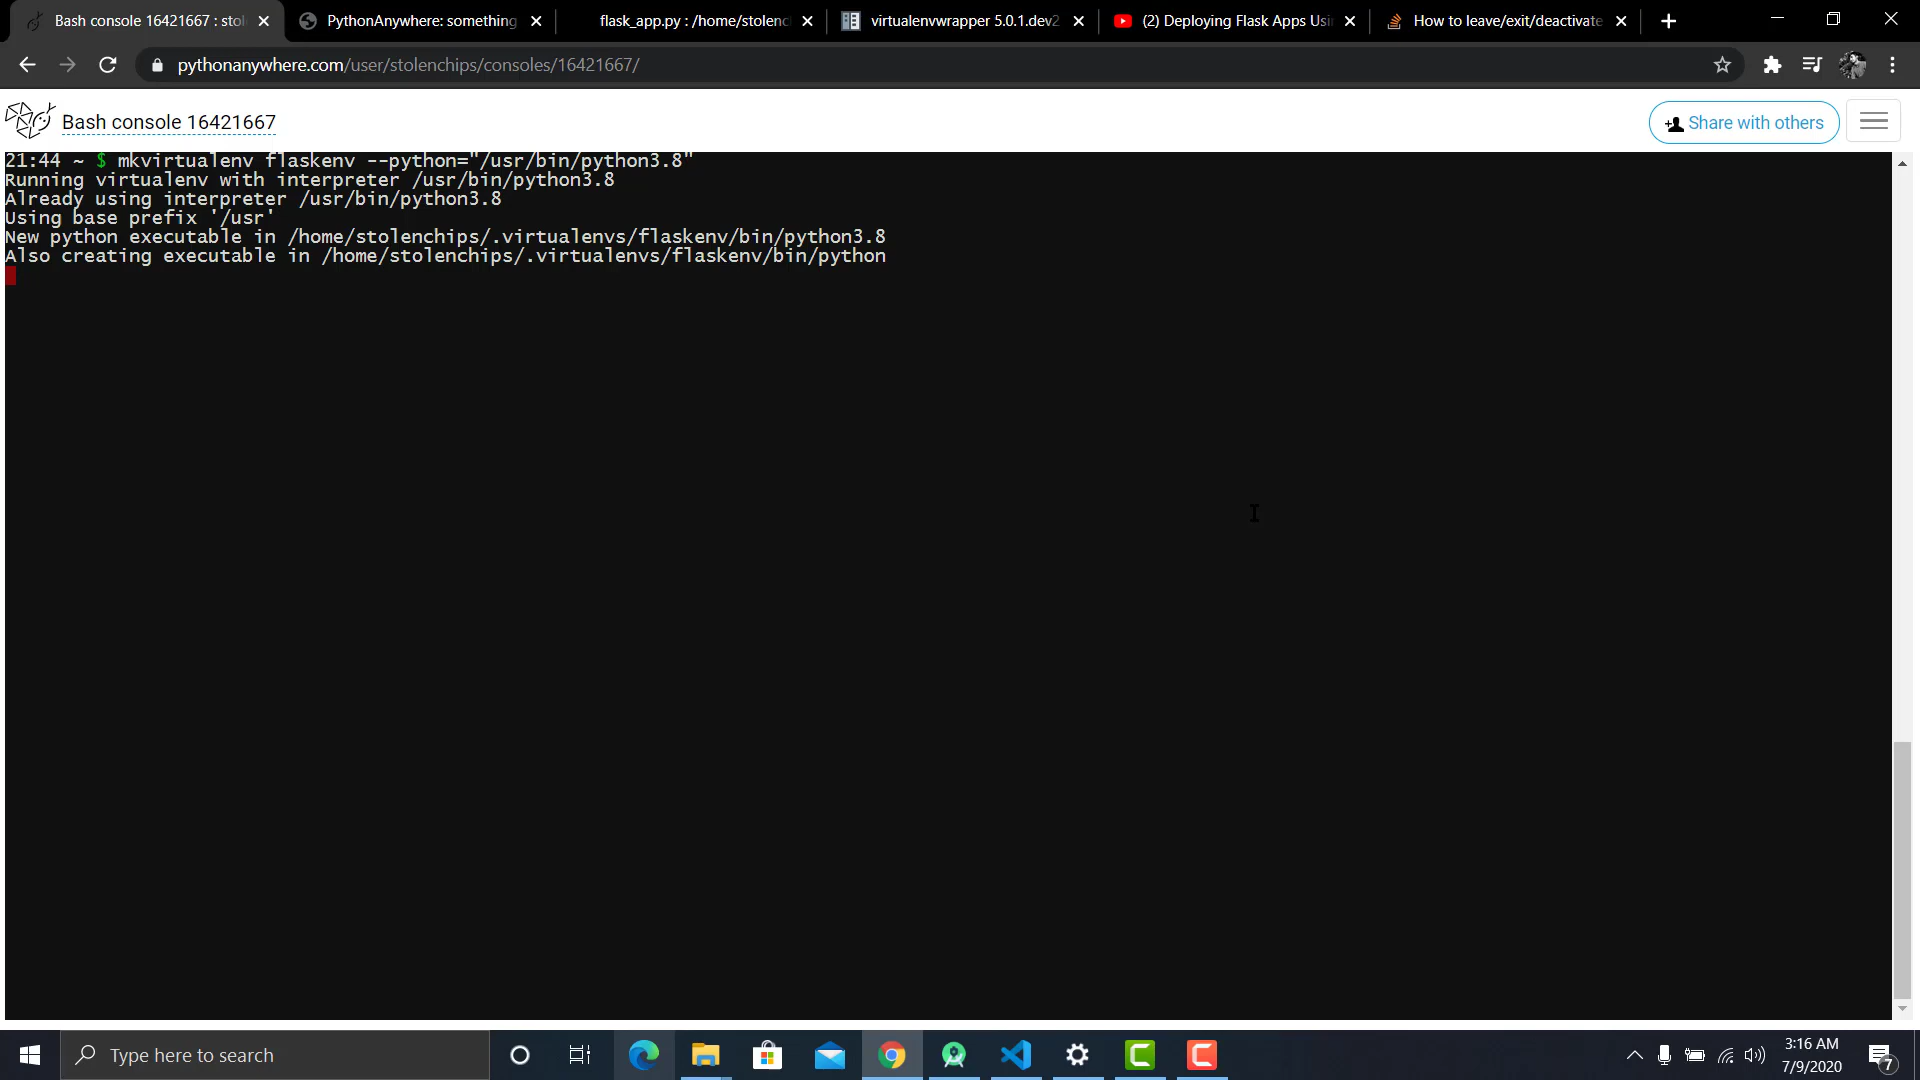 Bash console 16421667 : stol
PythonAnywhere: something
flask_app.py : /home/stolenc
virtualenvwrapper 5.0.1.dev2
(2) Deploying Flask Apps Usi
How to leave/exit/deactivate
pythonanywhere.com/user/stolenchips/consoles/16421667/
Bash console 16421667
Share with others
21:44 ~ $ mkvirtualenv flaskenv --python="/usr/bin/python3.8"
Running virtualenv with interpreter /usr/bin/python3.8
Already using interpreter /usr/bin/python3.8
Using base prefix '/usr'
New python executable in /home/stolenchips/.virtualenvs/flaskenv/bin/python3.8
Also creating executable in /home/stolenchips/.virtualenvs/flaskenv/bin/python
Type here to search
3:16 AM
7/9/2020
7